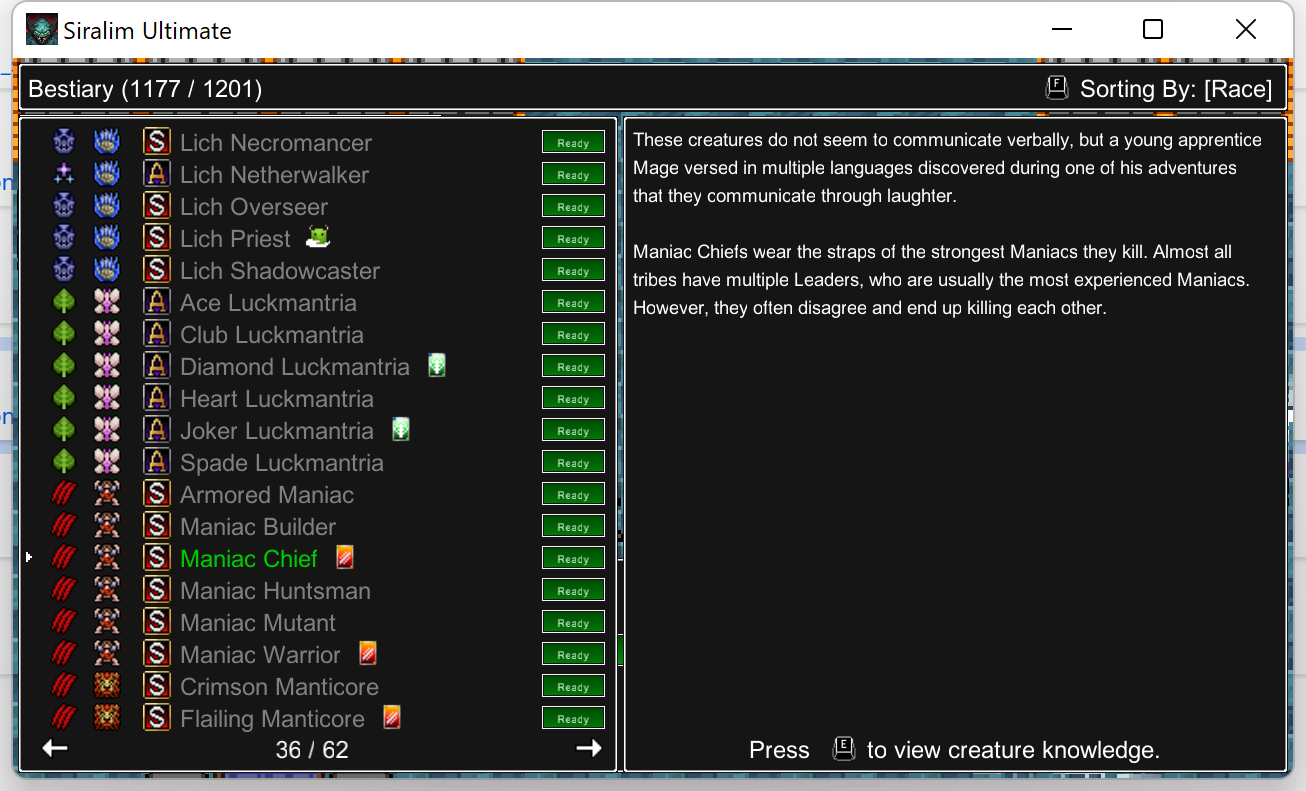 Siralim Ultimate
Bestiary (1177 / 1201)
F Sorting By: [Race]
S Lich Necromancer Ready
A Lich Netherwalker Ready
S Lich Overseer Ready
S Lich Priest Ready
S Lich Shadowcaster Ready
A Ace Luckmantria Ready
A Club Luckmantria Ready
A Diamond Luckmantria Ready
A Heart Luckmantria Ready
A Joker Luckmantria Ready
A Spade Luckmantria Ready
S Armored Maniac Ready
S Maniac Builder Ready
S Maniac Chief Ready
S Maniac Huntsman Ready
S Maniac Mutant Ready
S Maniac Warrior Ready
S Crimson Manticore Ready
S Flailing Manticore Ready
36 / 62
These creatures do not seem to communicate verbally, but a young apprentice
Mage versed in multiple languages discovered during one of his adventures
that they communicate through laughter.
Maniac Chiefs wear the straps of the strongest Maniacs they kill. Almost all
tribes have multiple Leaders, who are usually the most experienced Maniacs.
However, they often disagree and end up killing each other.
Press E to view creature knowledge.